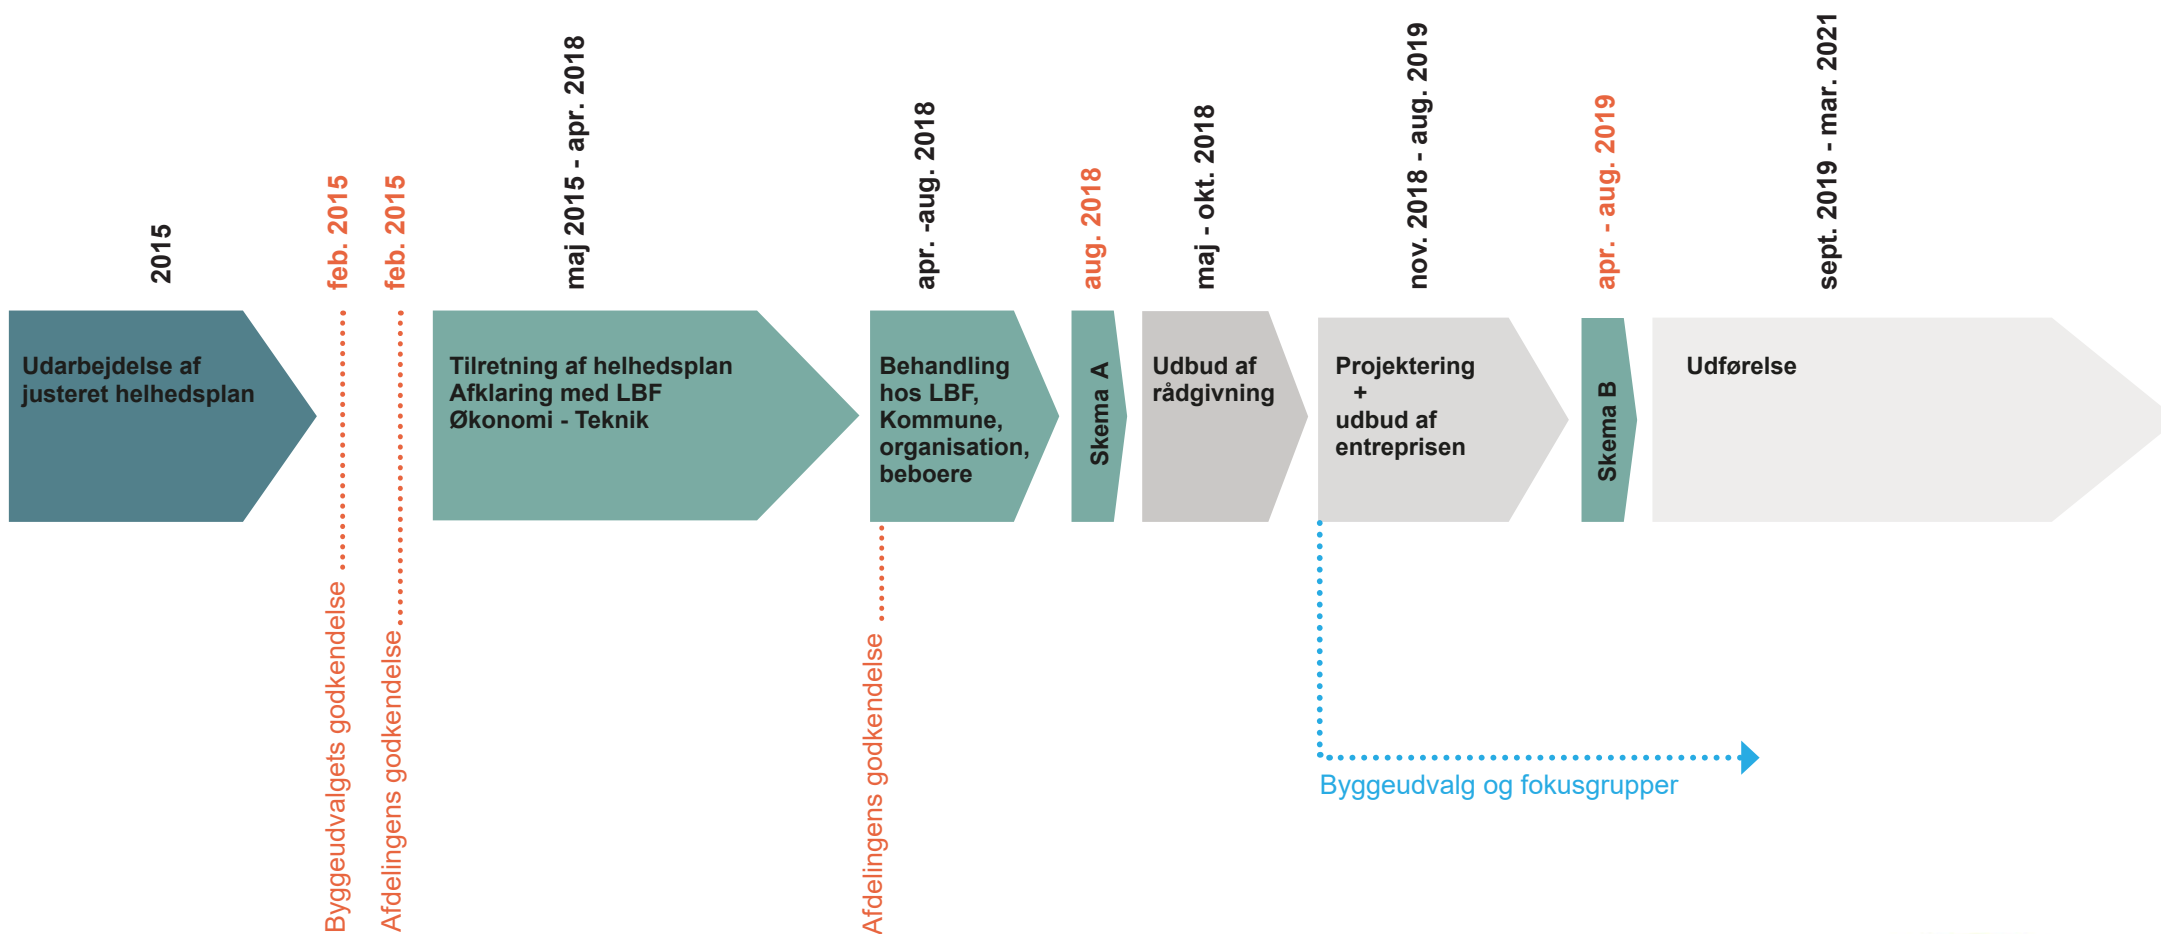 2015
feb. 2015
feb. 2015
maj 2015 - apr. 2018
apr. -aug. 2018
aug. 2018
maj - okt. 2018
nov. 2018 - aug. 2019
apr. - aug. 2019
sept. 2019 - mar. 2021
Udarbejdelse af
justeret helhedsplan
Tilretning af helhedsplan
Afklaring med LBF
Økonomi - Teknik
Behandling
hos LBF,
Kommune,
organisation,
beboere
Skema A
Udbud af
rådgivning
Projektering
+
udbud af
entreprisen
Skema B
Udførelse
Byggeudvalgets godkendelse
Afdelingens godkendelse
Afdelingens godkendelse
Byggeudvalg og fokusgrupper